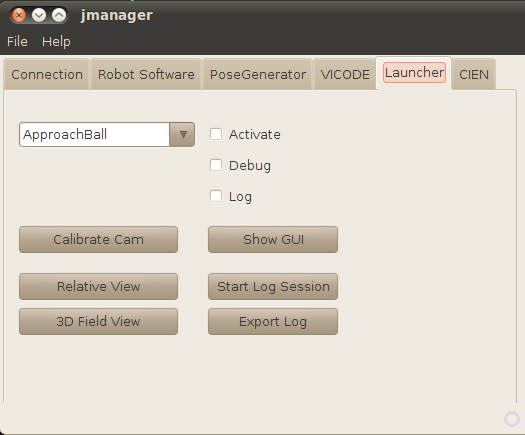 jmanager
File Help
Connection Robot Software PoseGenerator VICODE Launcher CIEN
ApproachBall Activate
Debug
Log
Calibrate Cam Show GUI
Relative View Start Log Session
3D Field View Export Log